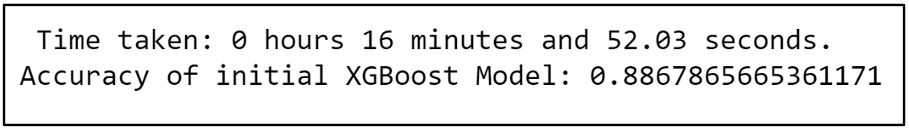 Time taken: 0 hours 16 minutes and 52.03 seconds.
Accuracy of initial XGBoost Model: 0.8867865665361171